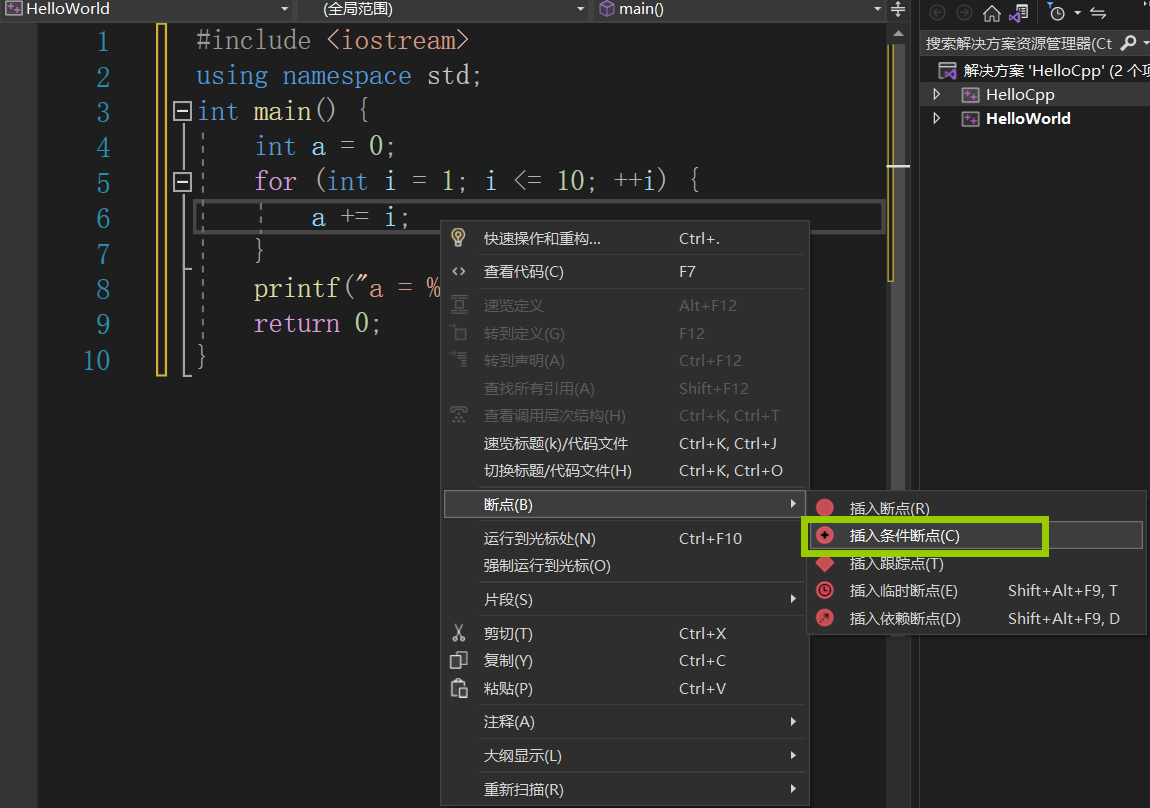 HelloWorld
(全局范围)
main()
1 #include <iostream>
2 using namespace std;
3 int main() {
4 int a = 0;
5 for (int i = 1; i <= 10; ++i) {
6 a += i;
7 }
8 printf("a = %
9 return 0;
10 }
快速操作和重构... Ctrl+.
查看代码(C) F7
速览定义 Alt+F12
转到定义(G) F12
转到声明(A) Ctrl+F12
查找所有引用(A) Shift+F12
查看调用层次结构(H) Ctrl+K, Ctrl+T
速览标题(k)/代码文件 Ctrl+K, Ctrl+J
切换标题/代码文件(H) Ctrl+K, Ctrl+O
断点(B)
运行到光标处(N) Ctrl+F10
强制运行到光标(O)
片段(S)
剪切(T) Ctrl+X
复制(Y) Ctrl+C
粘贴(P) Ctrl+V
注释(A)
大纲显示(L)
重新扫描(R)
插入断点(R)
插入条件断点(C)
插入跟踪点(T)
插入临时断点(E) Shift+Alt+F9, T
插入依赖断点(D) Shift+Alt+F9, D
搜索解决方案资源管理器(Ct
解决方案 'HelloCpp' (2 个项
HelloCpp
HelloWorld